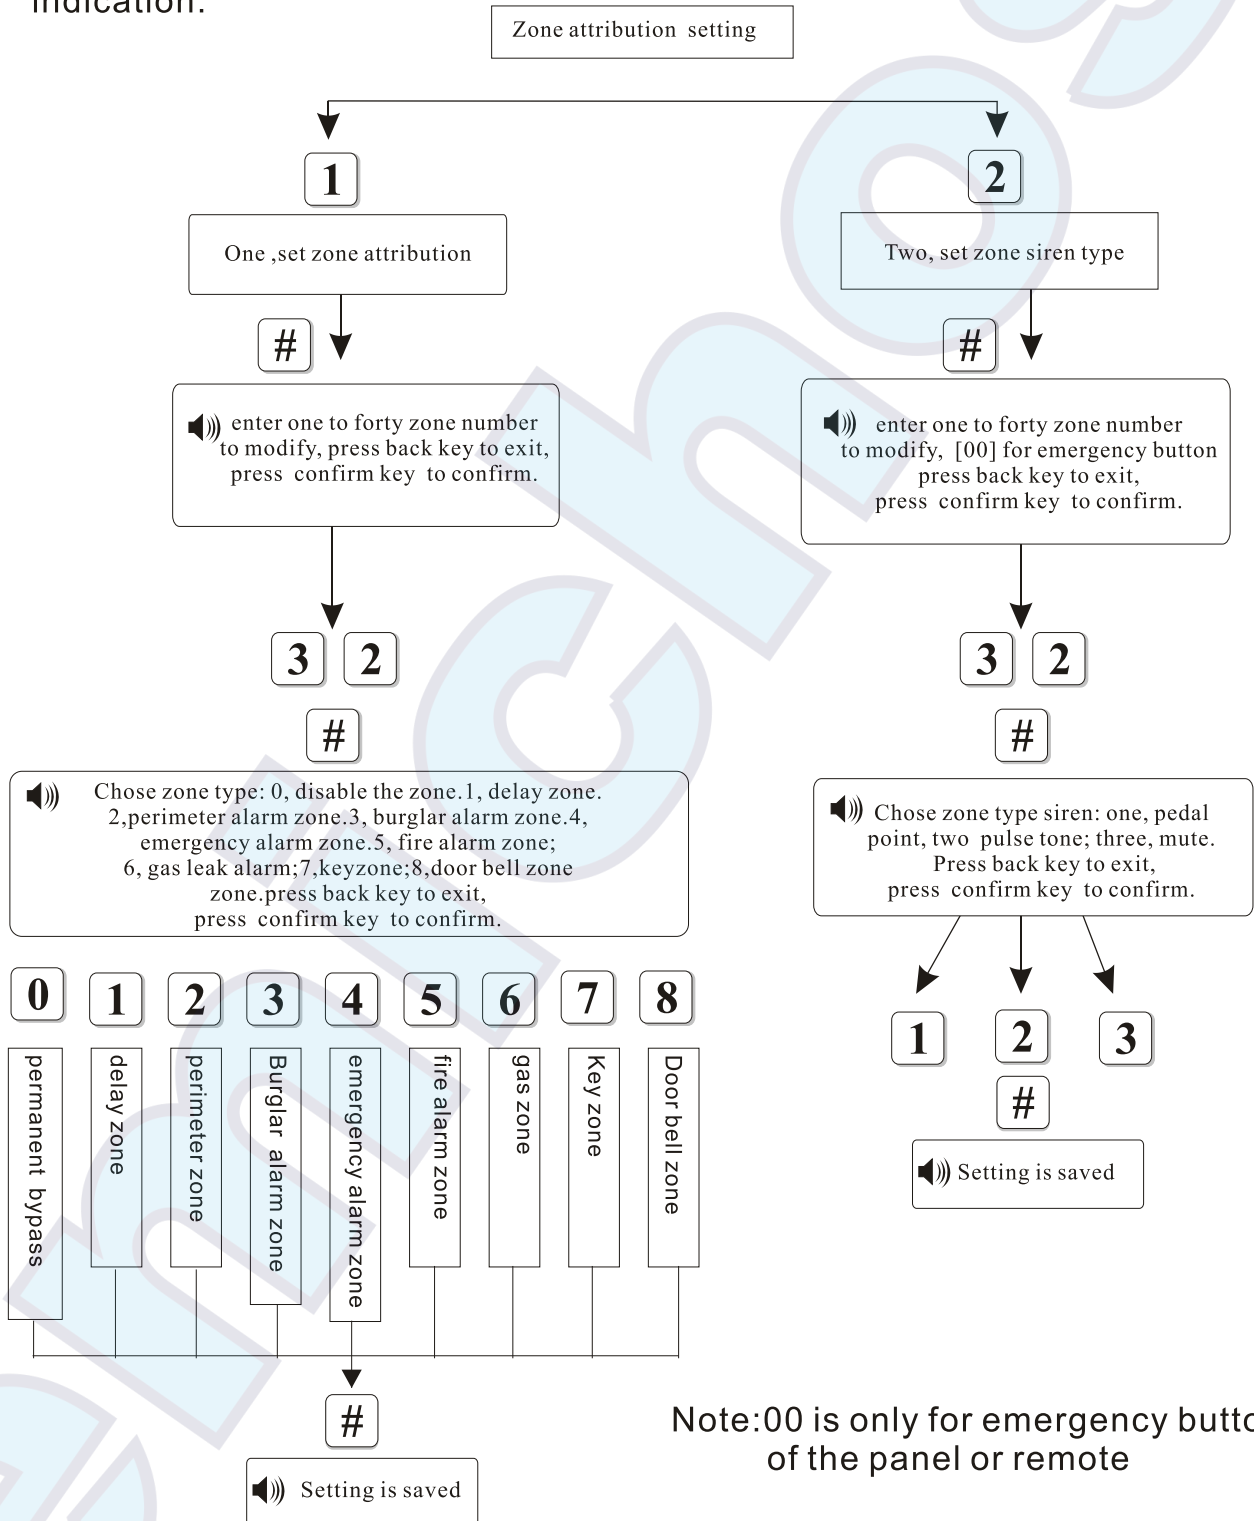 indication.
Zone attribution setting
1
2
One ,set zone attribution
Two, set zone siren type
#
#
enter one to forty zone number
to modify, press back key to exit,
press confirm key to confirm.
enter one to forty zone number
to modify, [00] for emergency button
press back key to exit,
press confirm key to confirm.
3 2
3 2
#
#
Chose zone type: 0, disable the zone.1, delay zone.
2,perimeter alarm zone.3, burglar alarm zone.4,
emergency alarm zone.5, fire alarm zone;
6, gas leak alarm;7,keyzone;8,door bell zone
zone.press back key to exit,
press confirm key to confirm.
Chose zone type siren: one, pedal
point, two pulse tone; three, mute.
Press back key to exit,
press confirm key to confirm.
0 1 2 3 4 5 6 7 8
permanent bypass
delay zone
perimeter zone
Burglar alarm zone
emergency alarm zone
fire alarm zone
gas zone
Key zone
Door bell zone
1 2 3
#
Setting is saved
#
Setting is saved
Note:00 is only for emergency butto
of the panel or remote